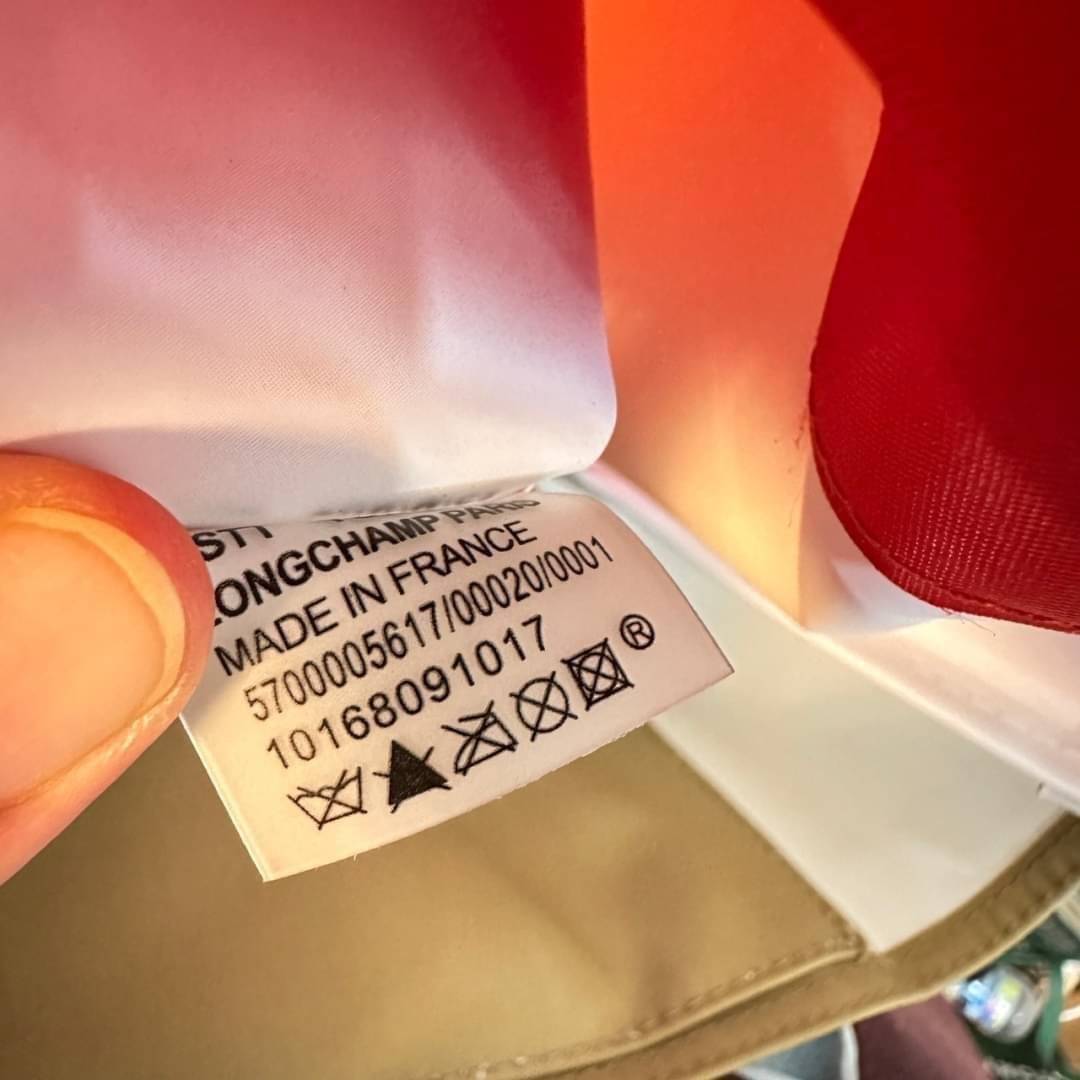 LONGCHAMP PARIS
MADE IN FRANCE
5700005617/00020/0001
10168091017
®